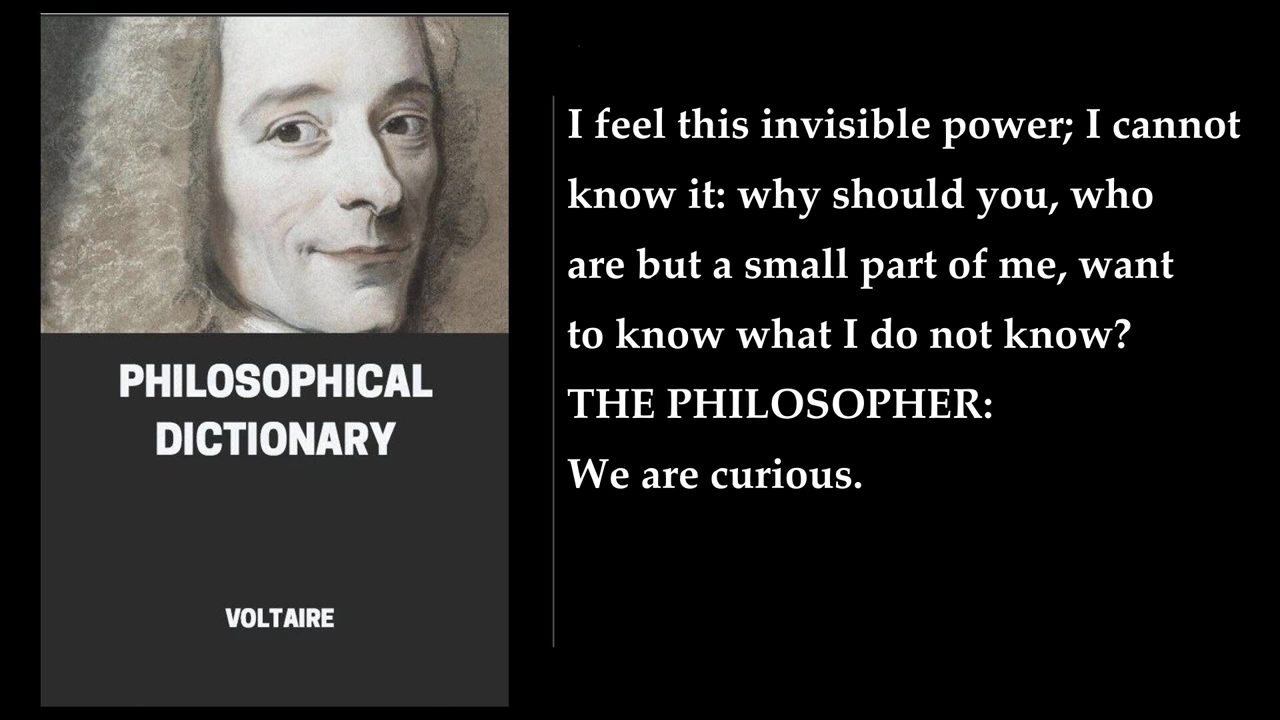 PHILOSOPHICAL
DICTIONARY
VOLTAIRE
I feel this invisible power; I cannot
know it: why should you, who
are but a small part of me, want
to know what I do not know?
THE PHILOSOPHER:
We are curious.